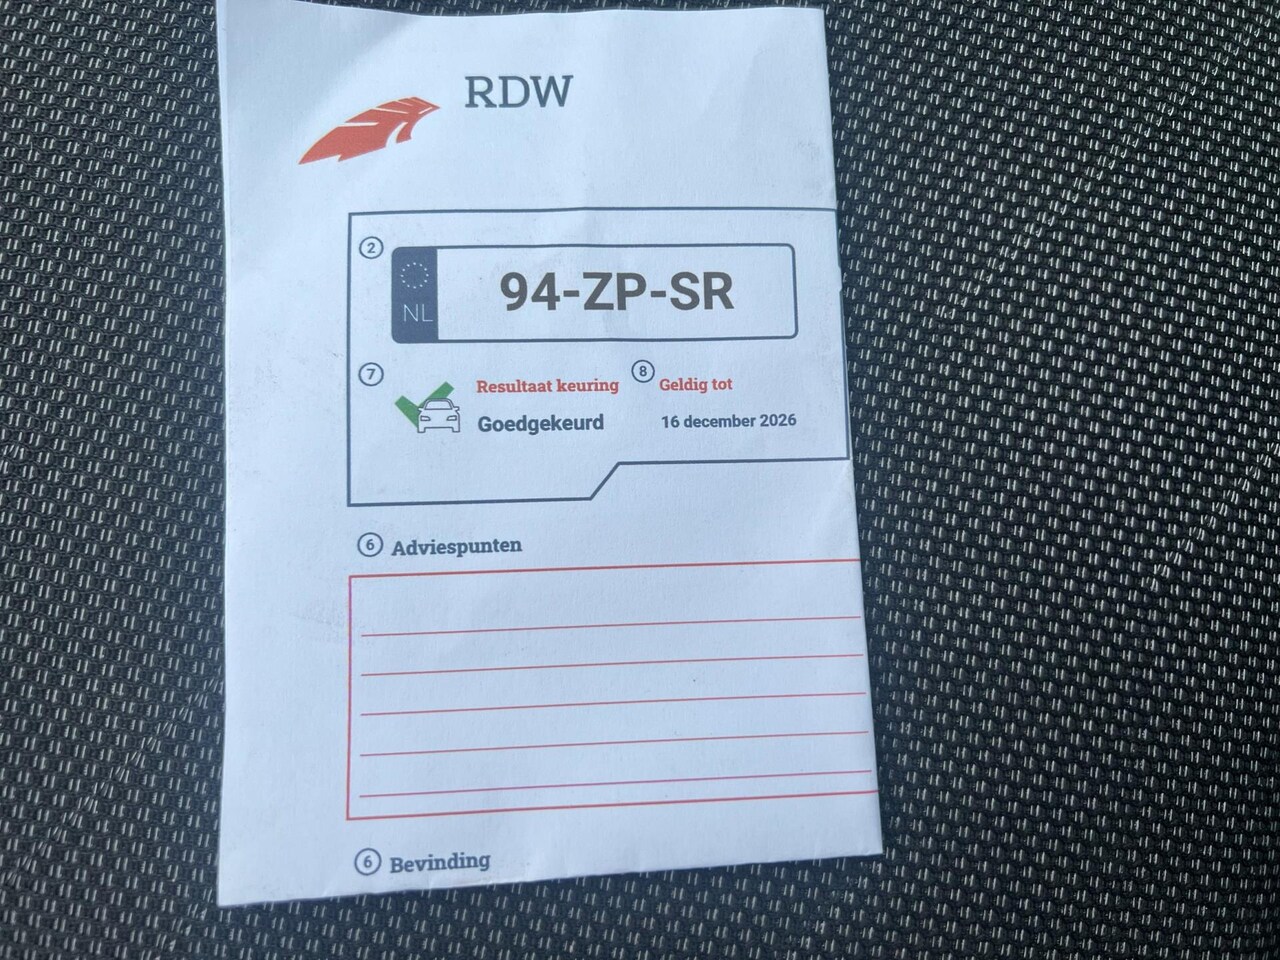 RDW
2
NL 94-ZP-SR
7 Resultaat keuring 8 Geldig tot
Goedgekeurd 16 december 2026
6 Adviespunten
6 Bevinding